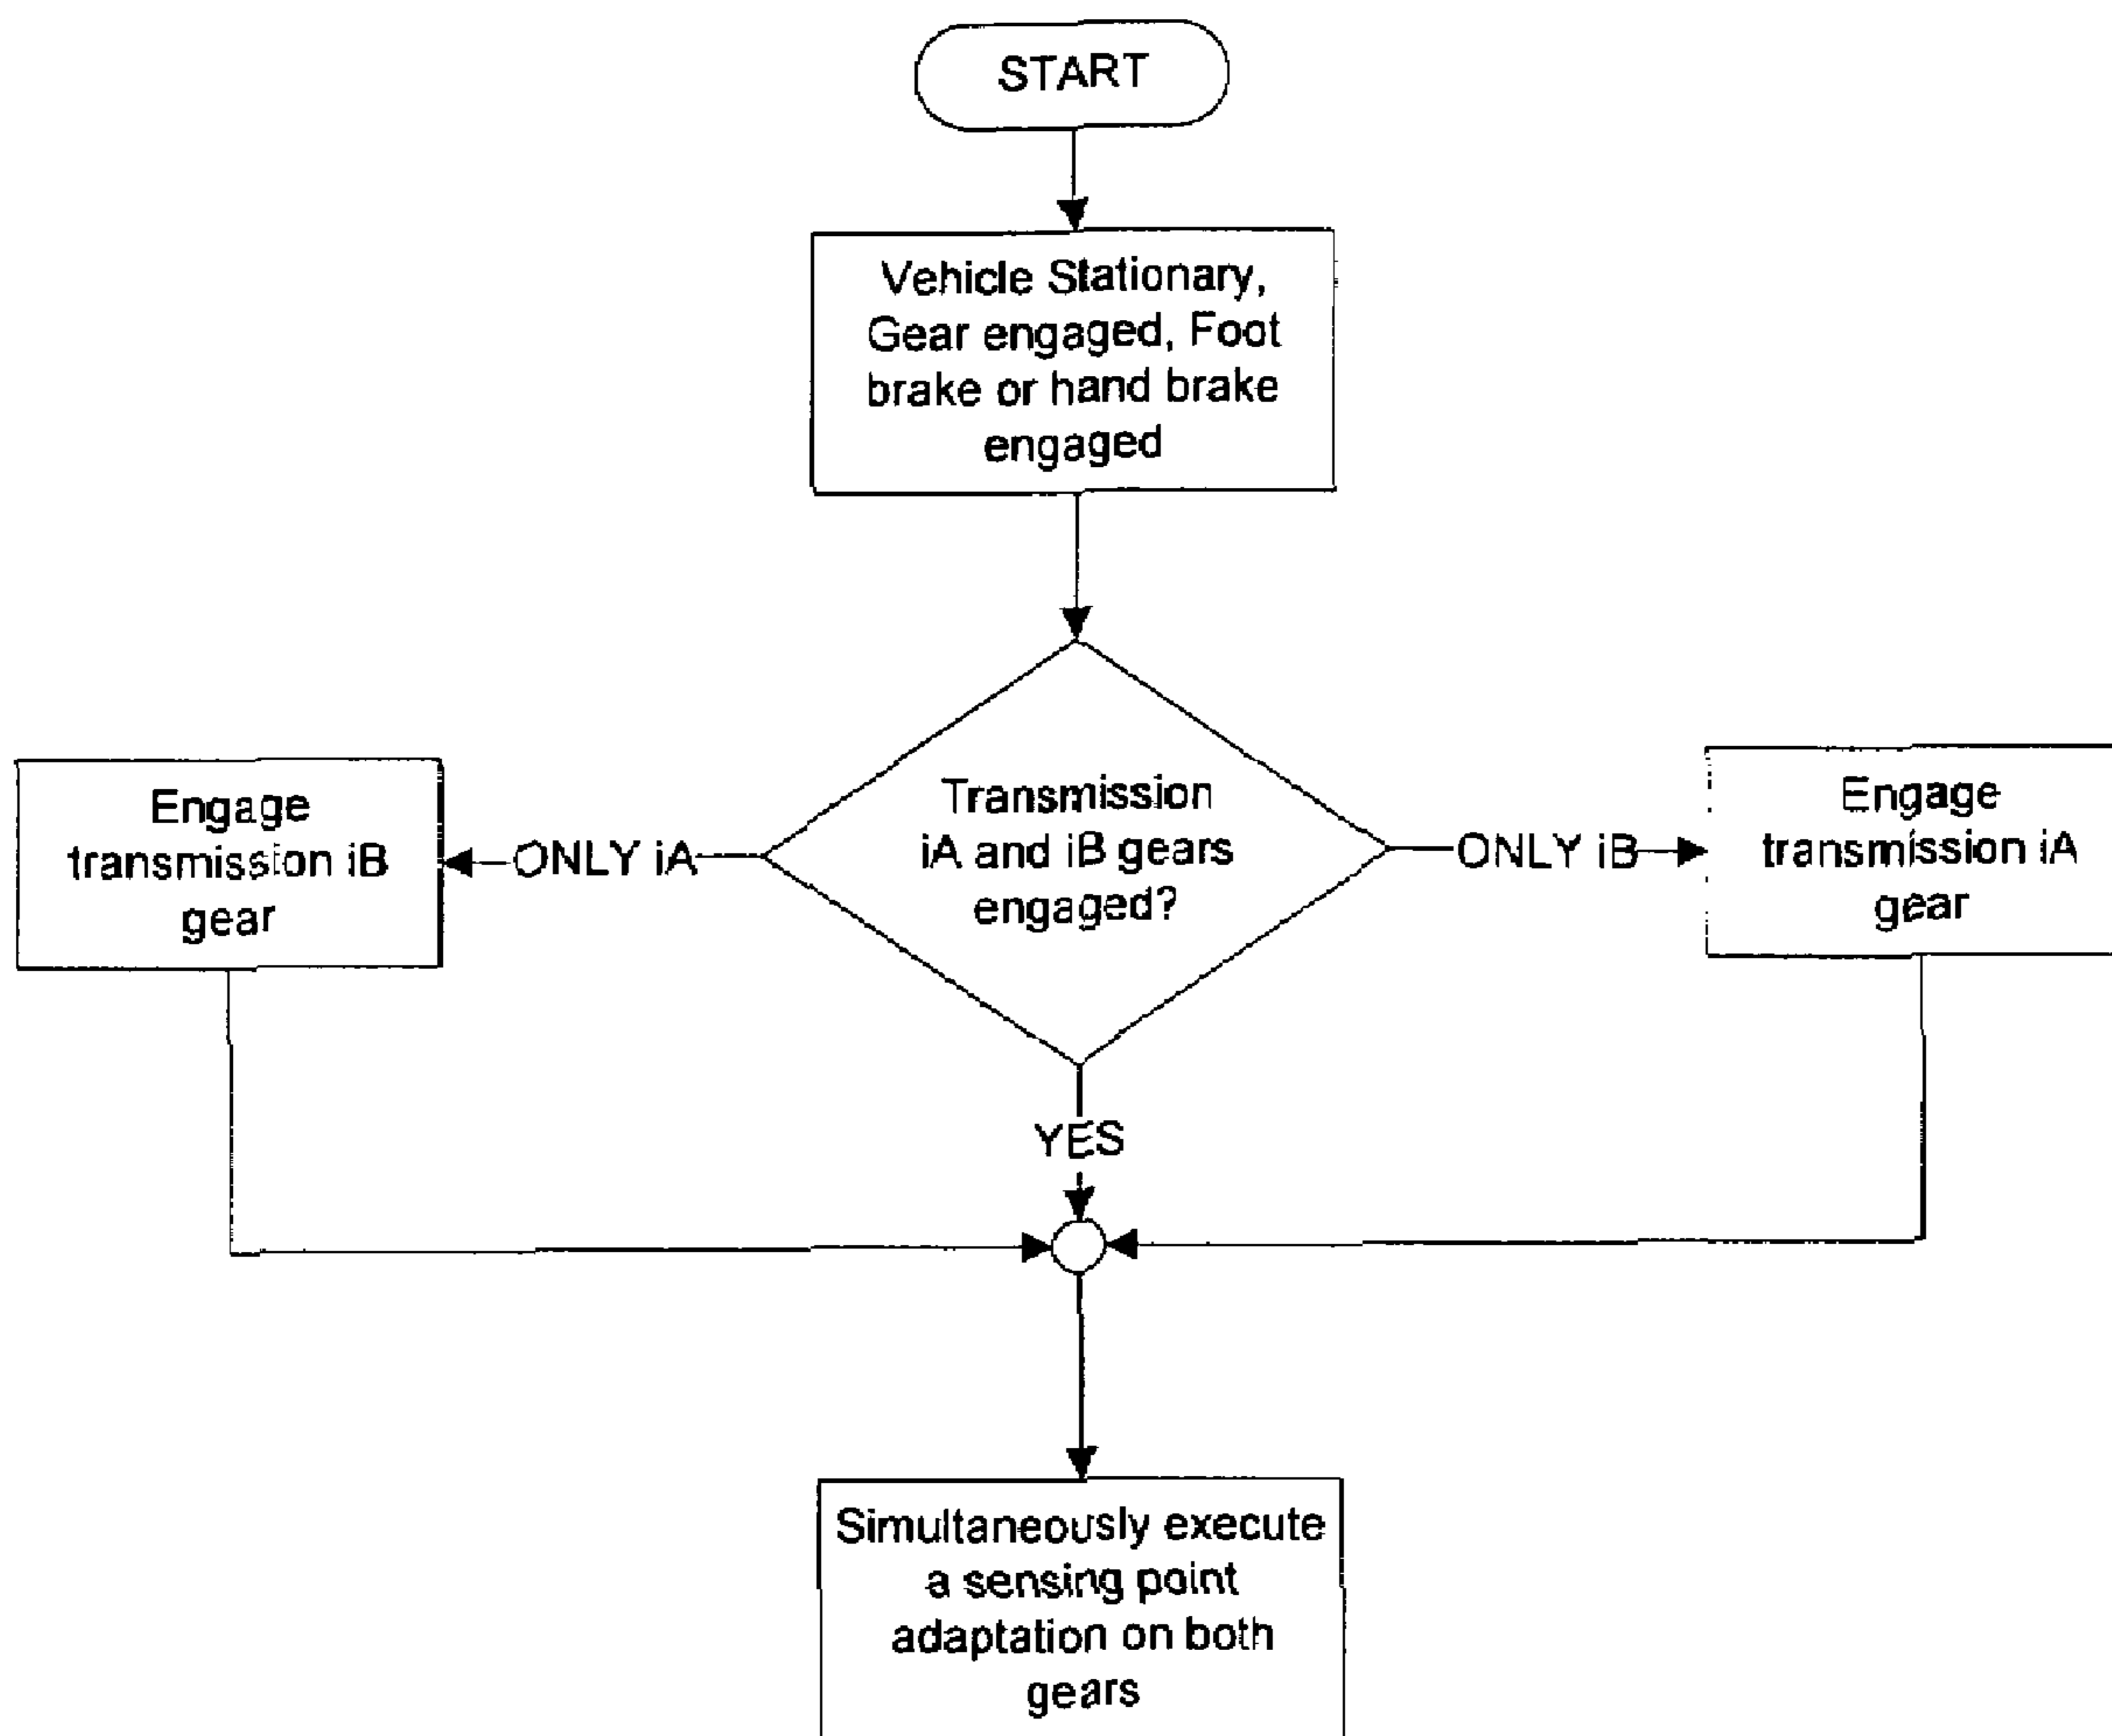 START
Vehicle Stationary,
Gear engaged, Foot
brake or hand brake
engaged
Transmission
iA and iB gears
engaged?
ONLY iA
Engage
transmission iB
gear
ONLY iB
Engage
transmission iA
gear
YES
Simultaneously execute
a sensing point
adaptation on both
gears